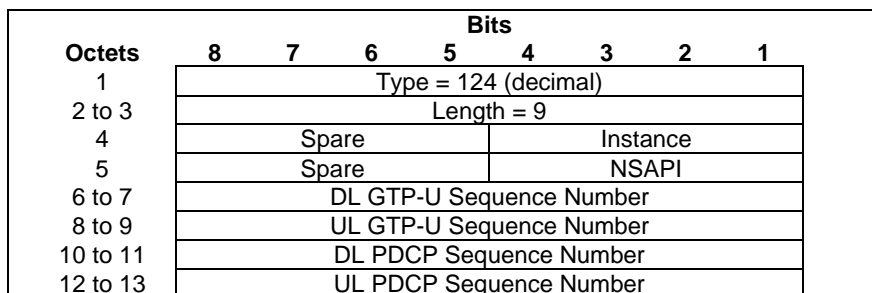 Bits
Octets 8 7 6 5 4 3 2 1
1 Type = 124 (decimal)
2 to 3 Length = 9
4 Spare Instance
5 Spare NSAPI
6 to 7 DL GTP-U Sequence Number
8 to 9 UL GTP-U Sequence Number
10 to 11 DL PDCP Sequence Number
12 to 13 UL PDCP Sequence Number